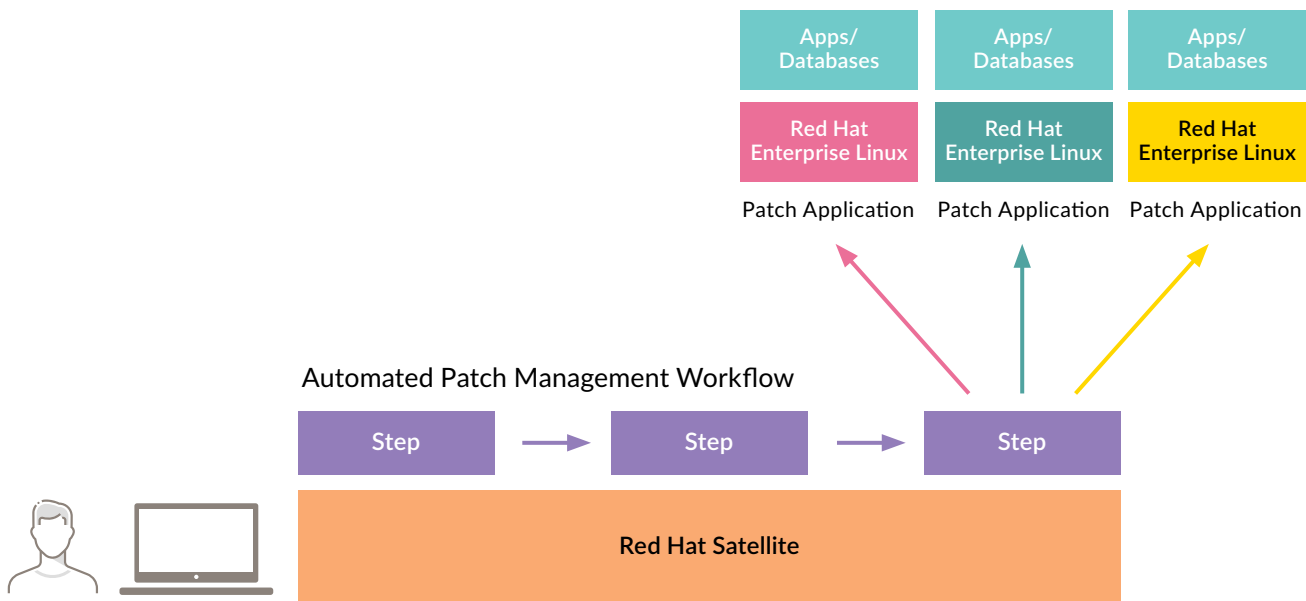 Apps/
Databases
Apps/
Databases
Apps/
Databases
Red Hat
Enterprise Linux
Red Hat
Enterprise Linux
Red Hat
Enterprise Linux
Patch Application
Patch Application
Patch Application
Automated Patch Management Workflow
Step
Step
Step
Red Hat Satellite